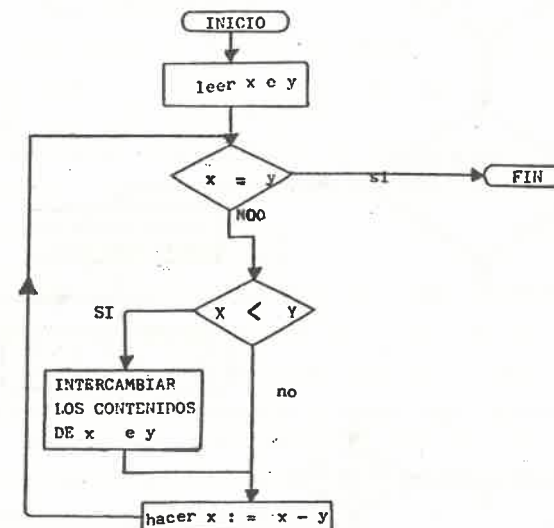 INICIO
leer x e y
x = y
si
FIN
NOO
X < Y
SI
no
INTERCAMBIAR
LOS CONTENIDOS
DE x e y
hacer x : = x - y